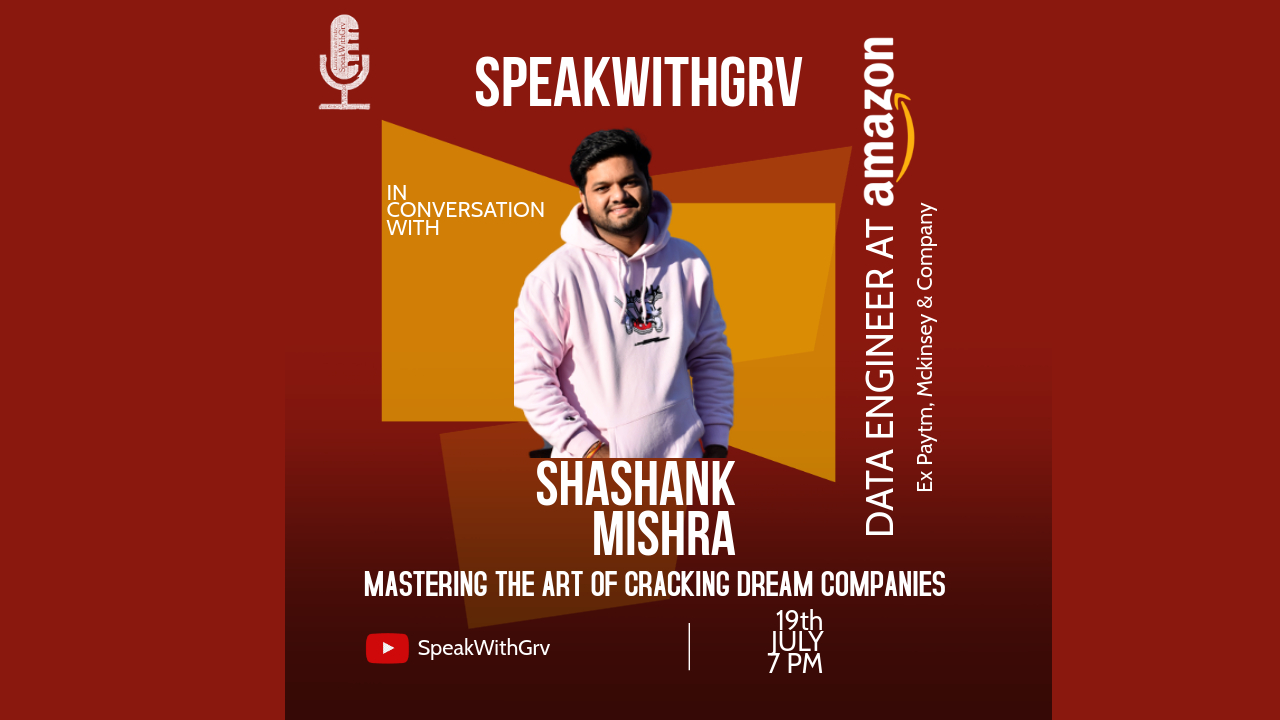 SpeakWithGrv
SPEAKWITHGRV
IN
CONVERSATION
WITH
DATA ENGINEER AT amazon
Ex Paytm, Mckinsey & Company
SHASHANK
MISHRA
MASTERING THE ART OF CRACKING DREAM COMPANIES
SpeakWithGrv
19th
JULY
7 PM